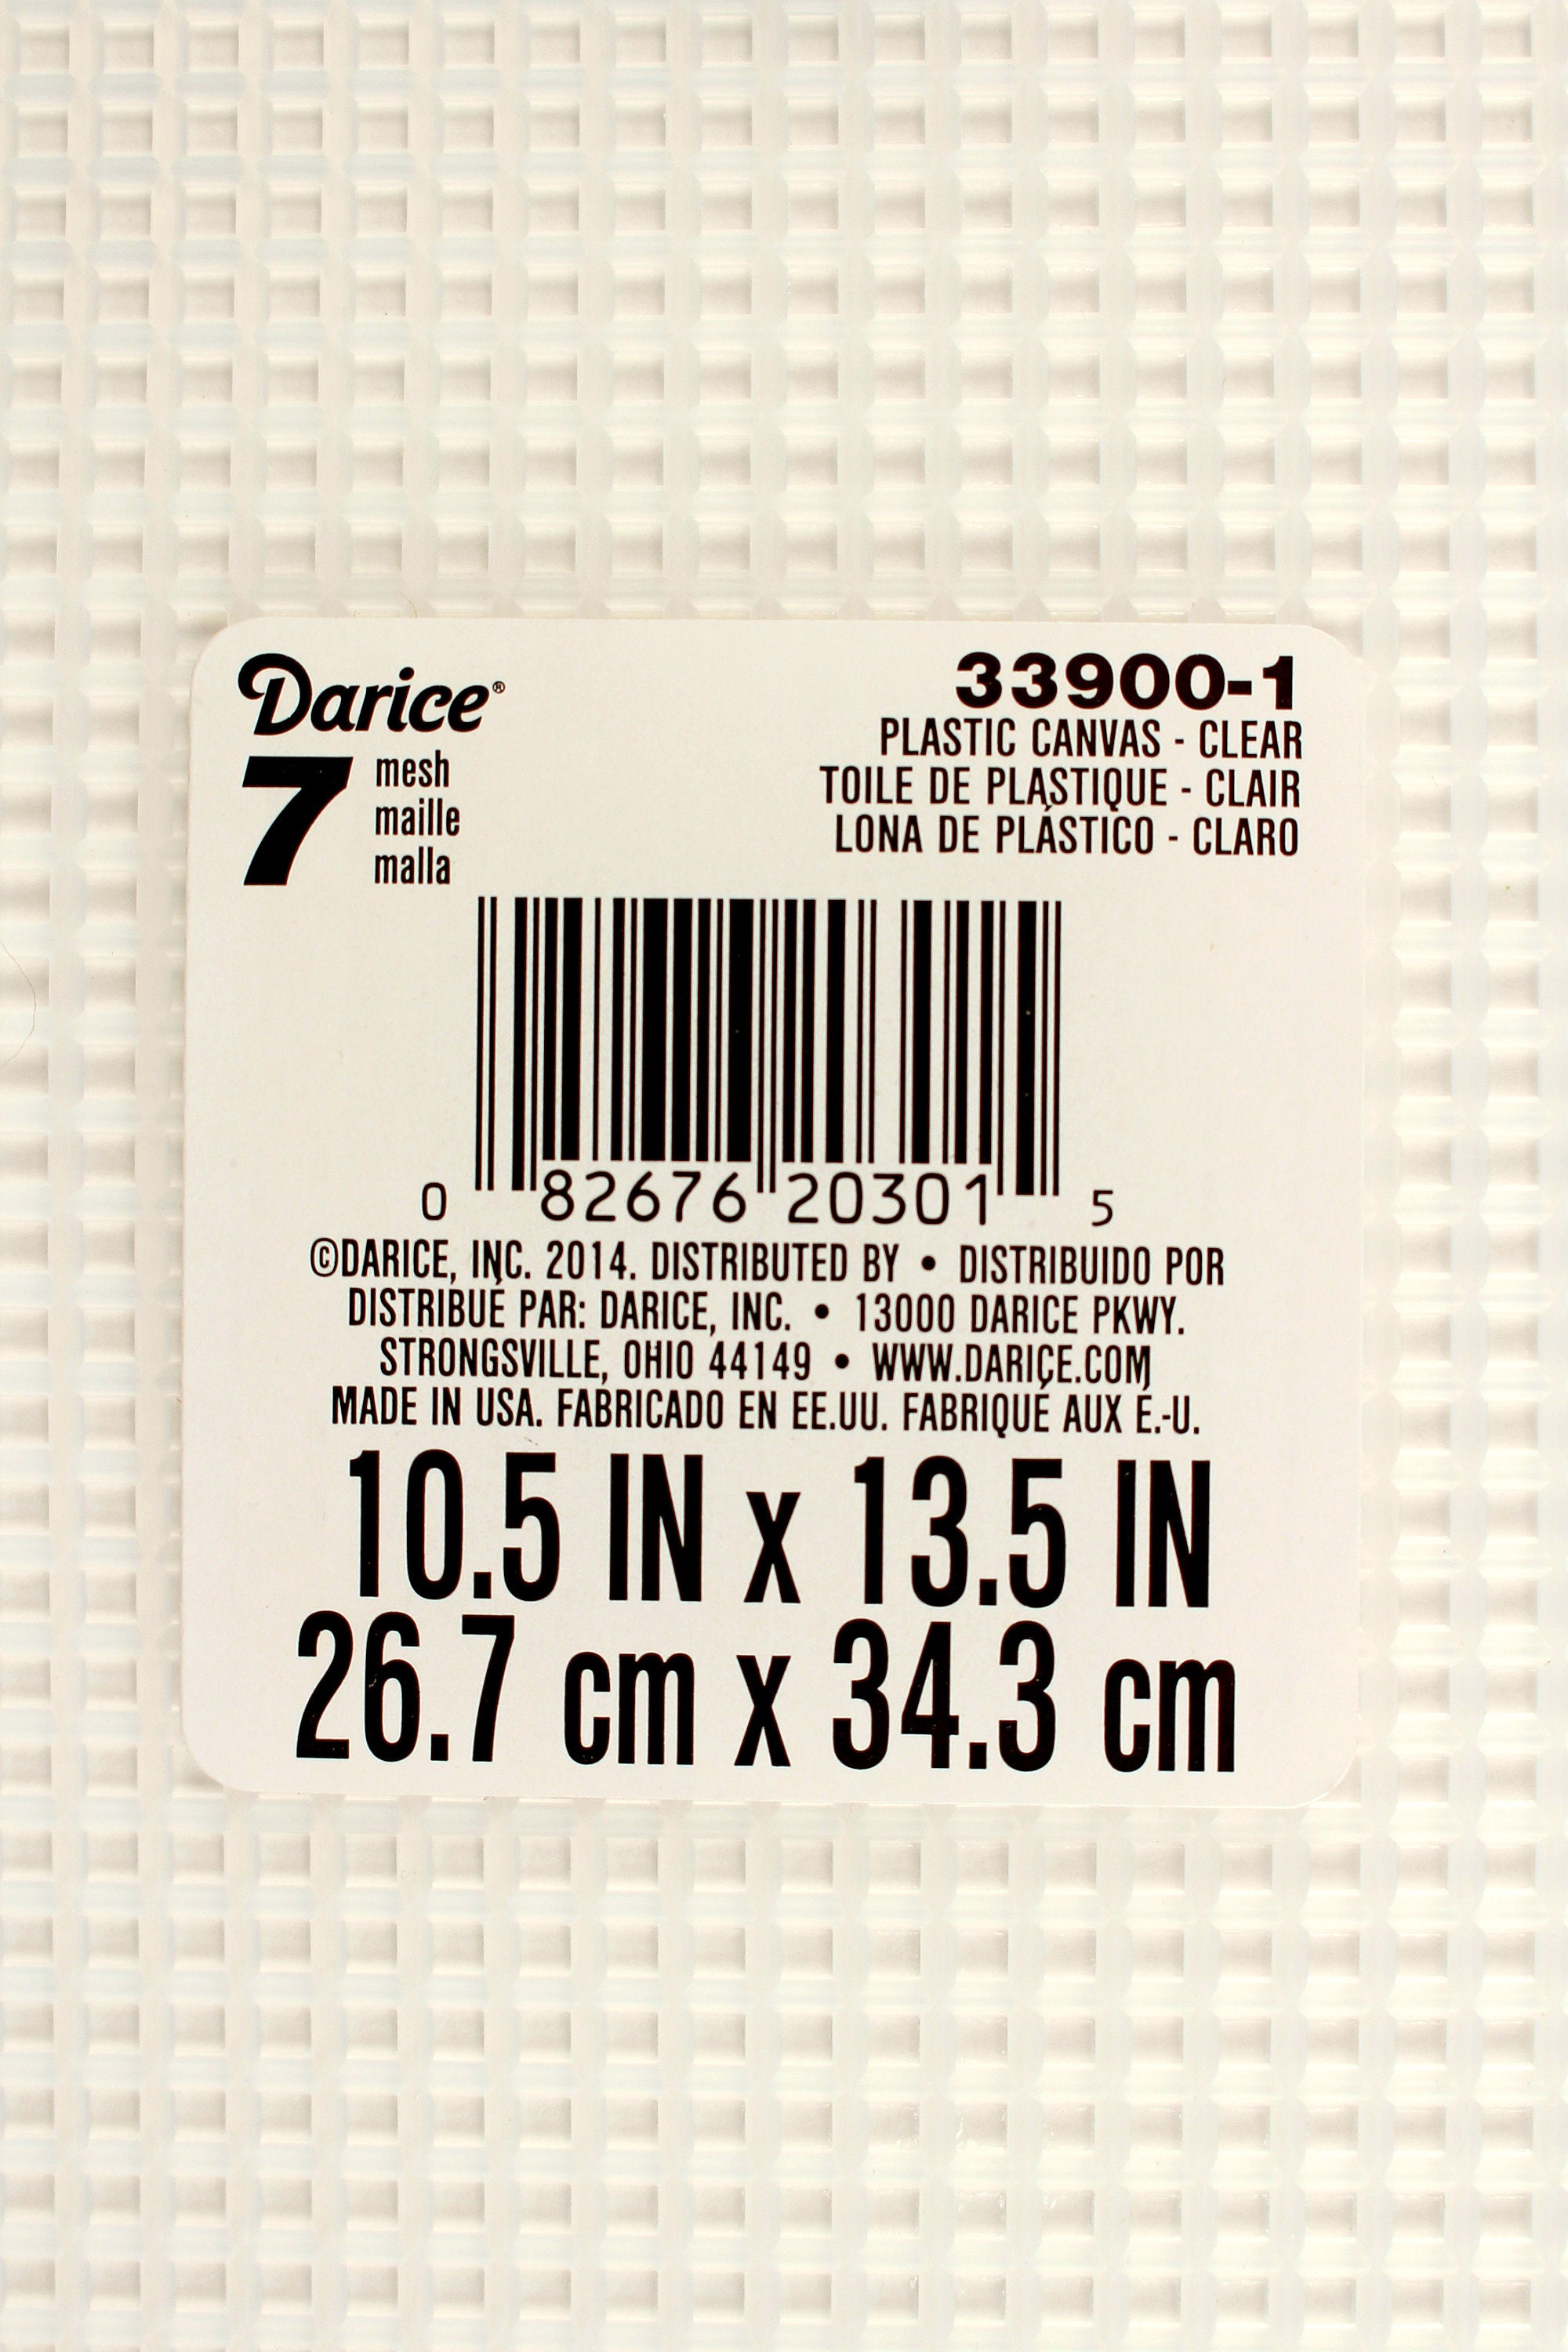 Darice®
7 mesh
maille
malla
33900-1
PLASTIC CANVAS - CLEAR
TOILE DE PLASTIQUE - CLAIR
LONA DE PLÁSTICO - CLARO
0 82676 20301 5
©DARICE, INC. 2014. DISTRIBUTED BY • DISTRIBUIDO POR
DISTRIBUÉ PAR: DARICE, INC. • 13000 DARICE PKWY.
STRONGSVILLE, OHIO 44149 • WWW.DARICE.COM
MADE IN USA. FABRICADO EN EE.UU. FABRIQUÉ AUX É.-U.
10.5 IN x 13.5 IN
26.7 cm x 34.3 cm